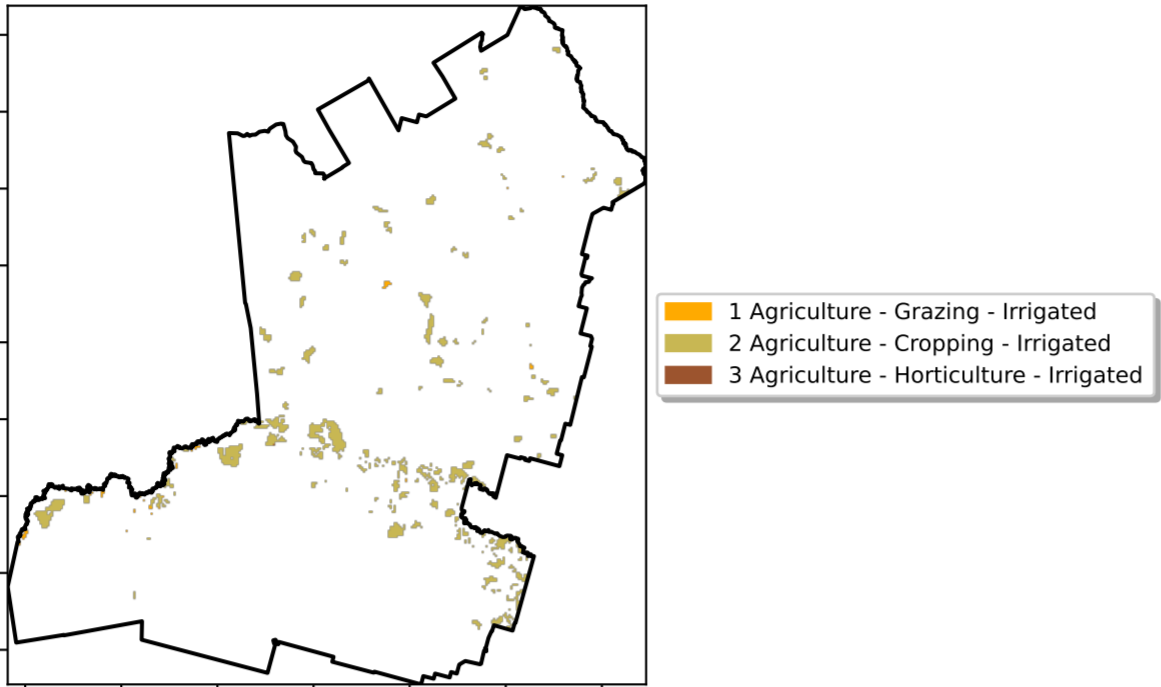 1 Agriculture - Grazing - Irrigated
2 Agriculture - Cropping - Irrigated
3 Agriculture - Horticulture - Irrigated